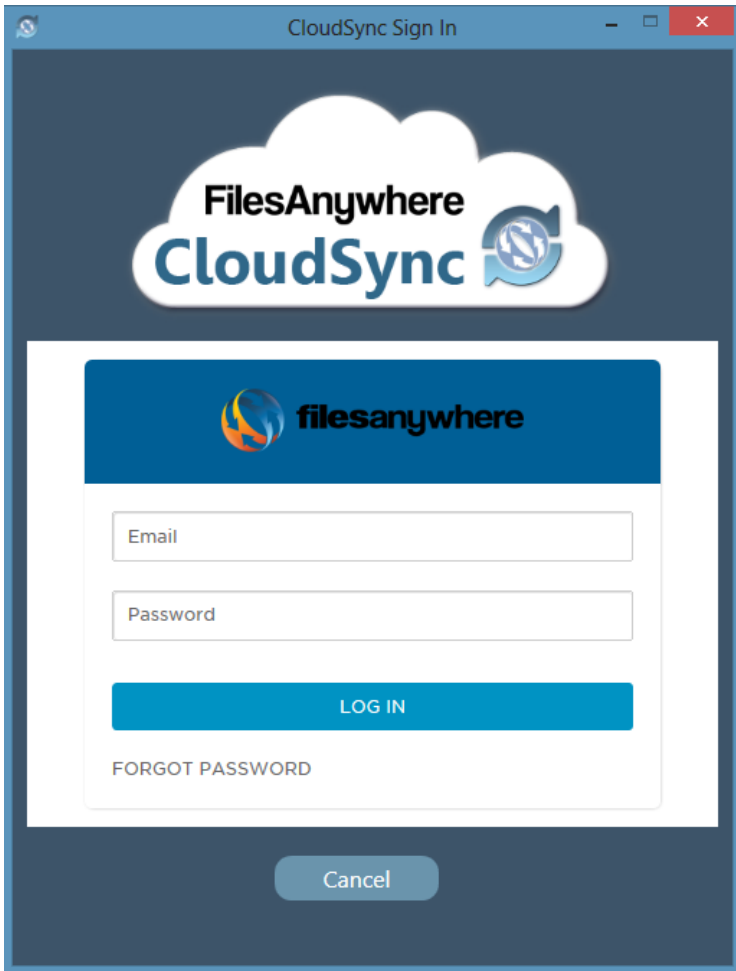 CloudSync Sign In
FilesAnywhere
CloudSync
filesanywhere
Email
Password
LOG IN
FORGOT PASSWORD
Cancel